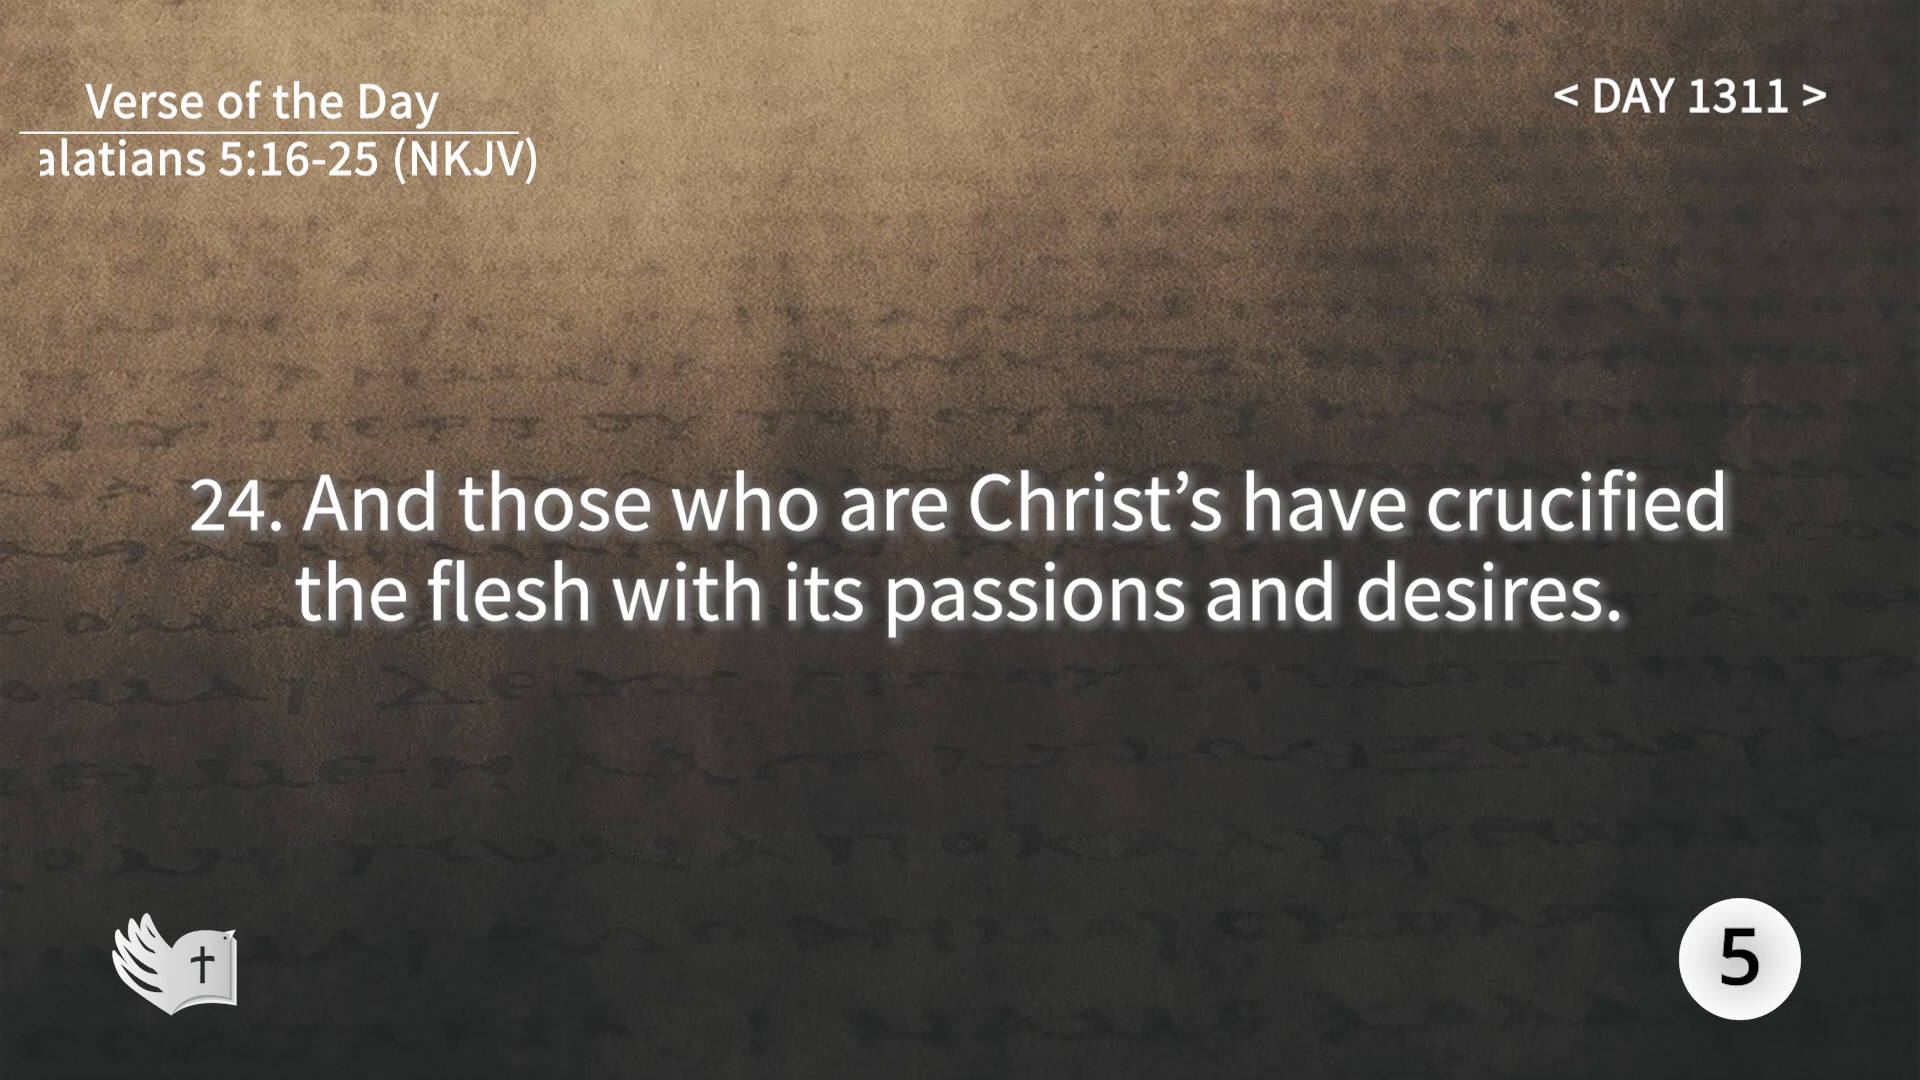 Verse of the Day
< DAY 1311 >
alatians 5:16-25 (NKJV)
24. And those who are Christ’s have crucified
the flesh with its passions and desires.
5